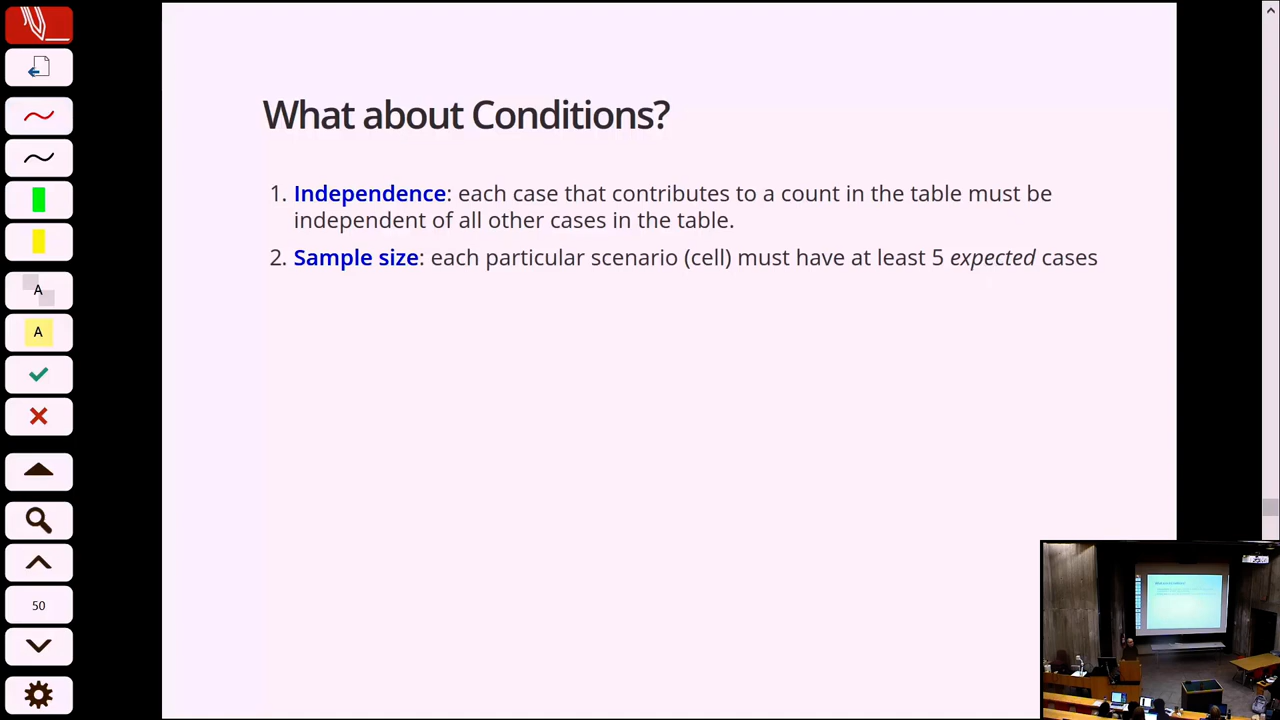 What about Conditions?
1. Independence: each case that contributes to a count in the table must be
independent of all other cases in the table.
2. Sample size: each particular scenario (cell) must have at least 5 expected cases
A
A
50